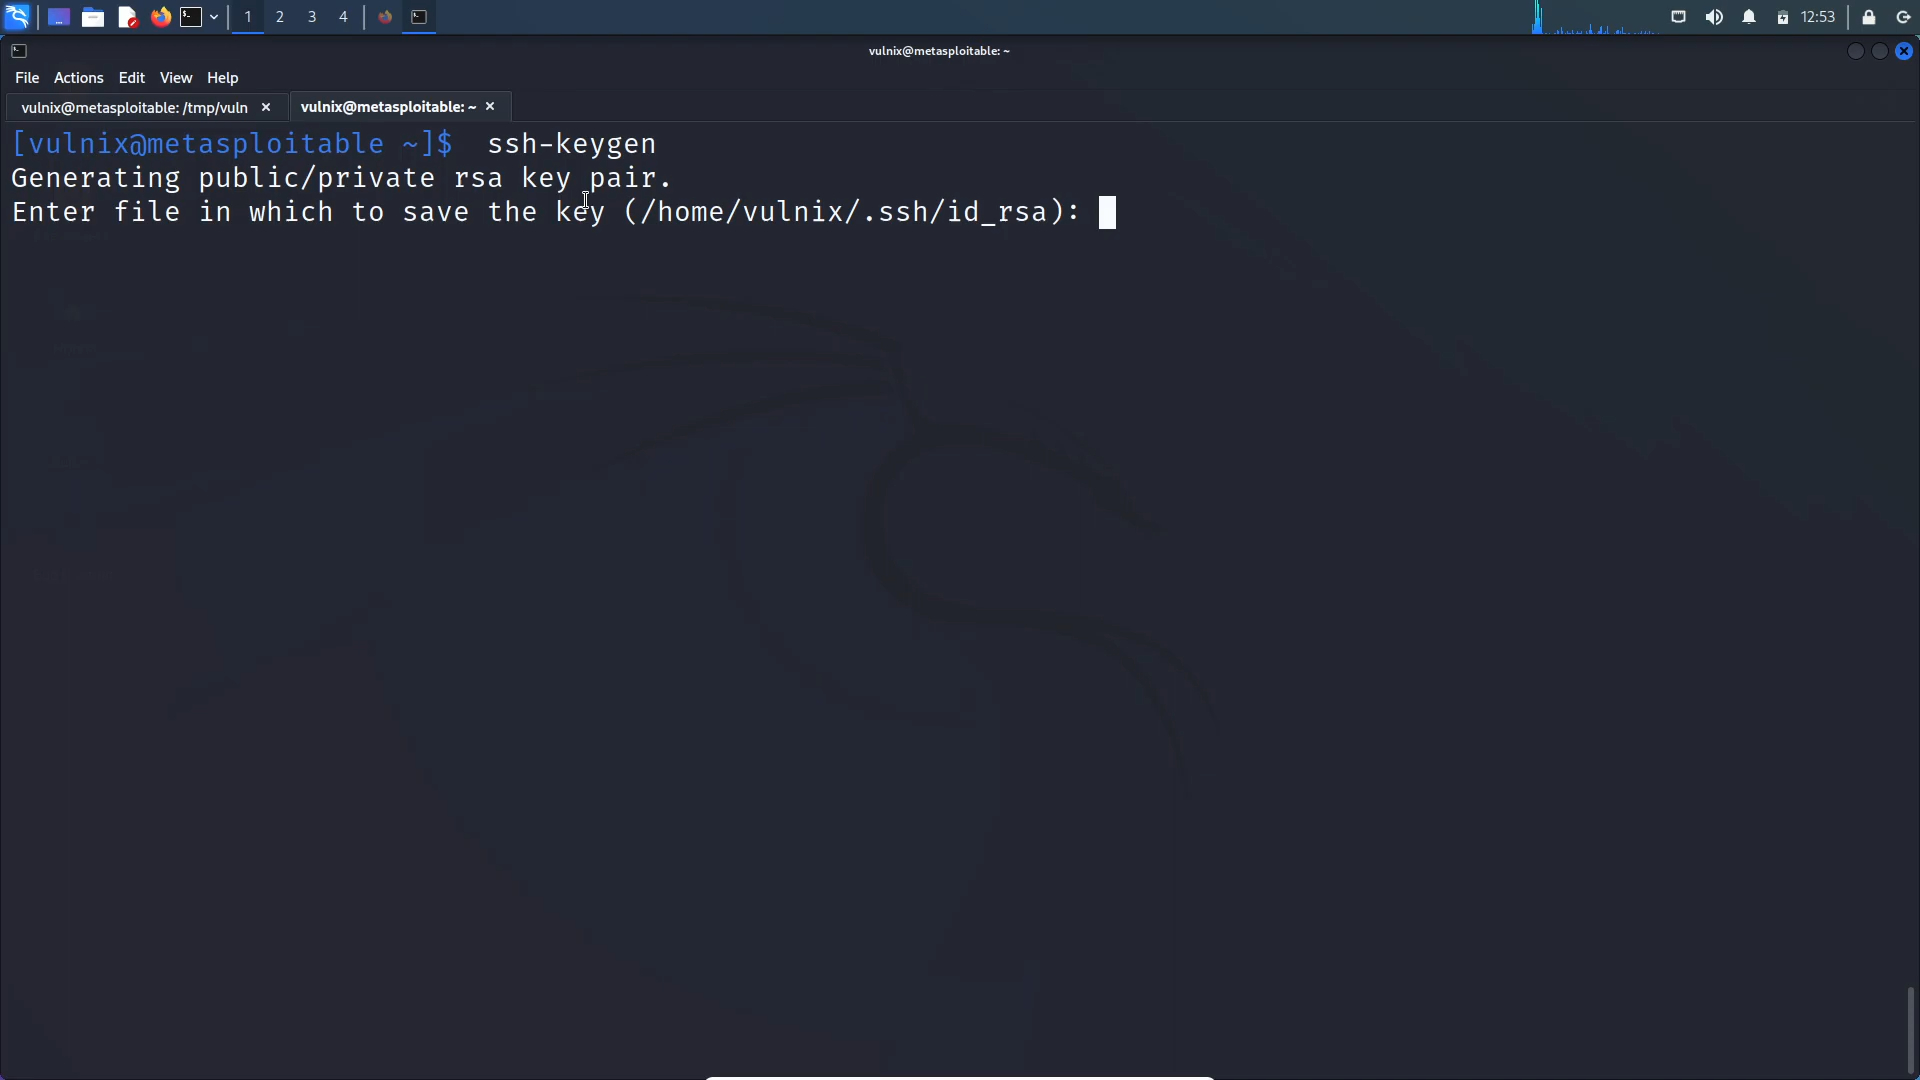 1 2 3 4 12:53
vulnix@metasploitable: ~
File Actions Edit View Help
vulnix@metasploitable: /tmp/vuln × vulnix@metasploitable: ~ ×
[vulnix@metasploitable ~]$ ssh-keygen
Generating public/private rsa key pair.
Enter file in which to save the key (/home/vulnix/.ssh/id_rsa):